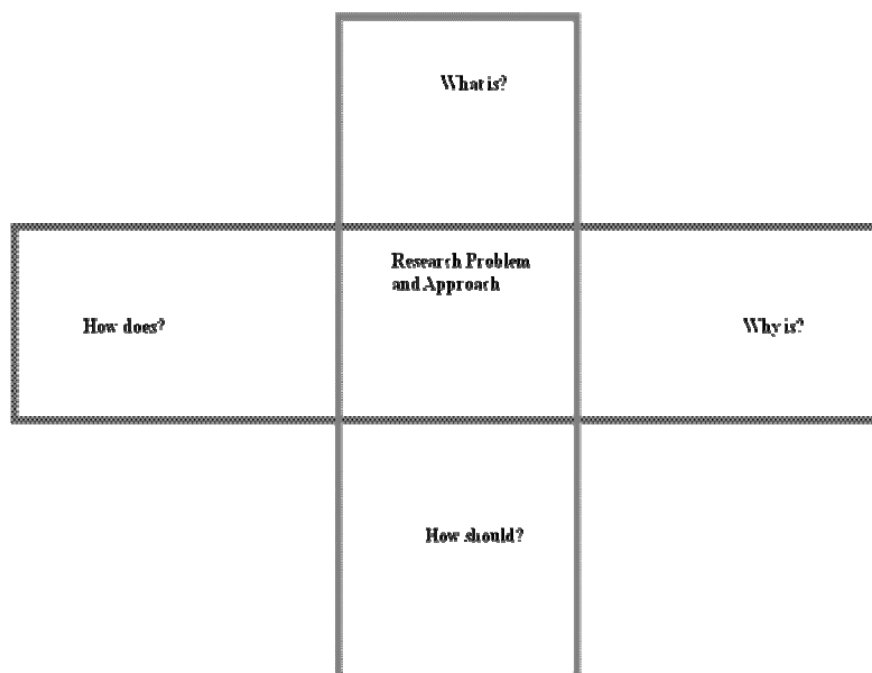 What is?
Research Problem
and Approach
How does?
Why is?
How should?